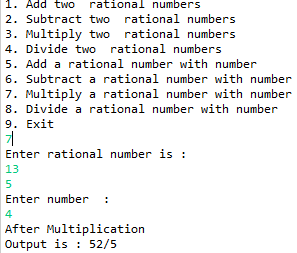 1. Add two  rational numbers
2. Subtract two  rational numbers
3. Multiply two  rational numbers
4. Divide two  rational numbers
5. Add a rational number with number
6. Subtract a rational number with number
7. Multiply a rational number with number
8. Divide a rational number with number
9. Exit
7
Enter rational number is :
13
5
Enter number  :
4
After Multiplication
Output is : 52/5